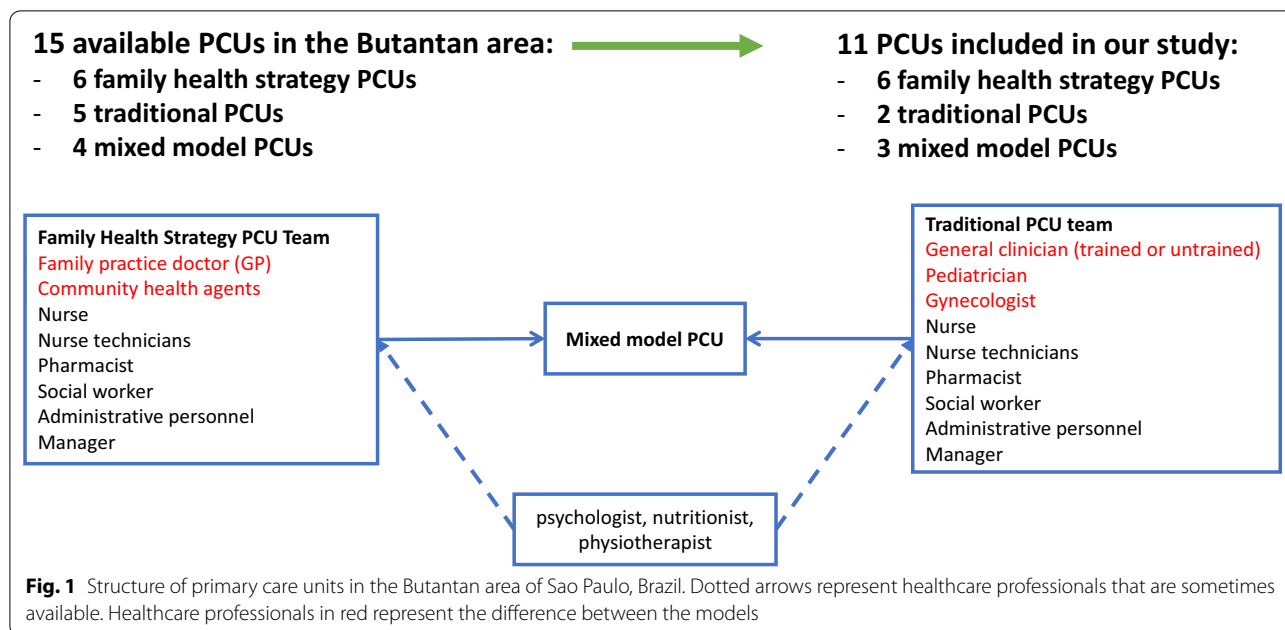 15 available PCUs in the Butantan area:
- 6 family health strategy PCUs
- 5 traditional PCUs
- 4 mixed model PCUs
11 PCUs included in our study:
- 6 family health strategy PCUs
- 2 traditional PCUs
- 3 mixed model PCUs
Family Health Strategy PCU Team
Family practice doctor (GP)
Community health agents
Nurse
Nurse technicians
Pharmacist
Social worker
Administrative personnel
Manager
Mixed model PCU
Traditional PCU team
General clinician (trained or untrained)
Pediatrician
Gynecologist
Nurse
Nurse technicians
Pharmacist
Social worker
Administrative personnel
Manager
psychologist, nutritionist,
physiotherapist
Fig. 1 Structure of primary care units in the Butantan area of Sao Paulo, Brazil. Dotted arrows represent healthcare professionals that are sometimes
available. Healthcare professionals in red represent the difference between the models